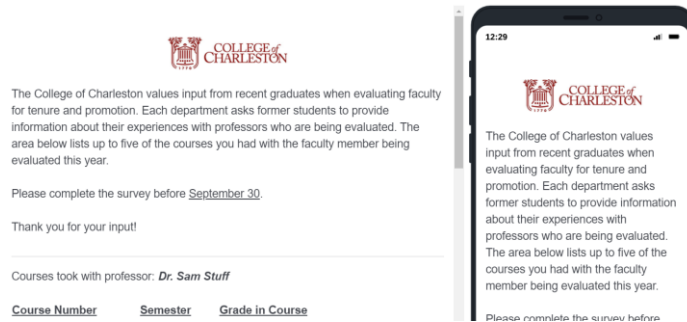 COLLEGE of
CHARLESTON
The College of Charleston values input from recent graduates when evaluating faculty
for tenure and promotion. Each department asks former students to provide
information about their experiences with professors who are being evaluated. The
area below lists up to five of the courses you had with the faculty member being
evaluated this year.
Please complete the survey before September 30.
Thank you for your input!
Courses took with professor: Dr. Sam Stuff
Course Number Semester Grade in Course
12:29
COLLEGE of
CHARLESTON
The College of Charleston values
input from recent graduates when
evaluating faculty for tenure and
promotion. Each department asks
former students to provide information
about their experiences with
professors who are being evaluated.
The area below lists up to five of the
courses you had with the faculty
member being evaluated this year.
Please complete the survey before